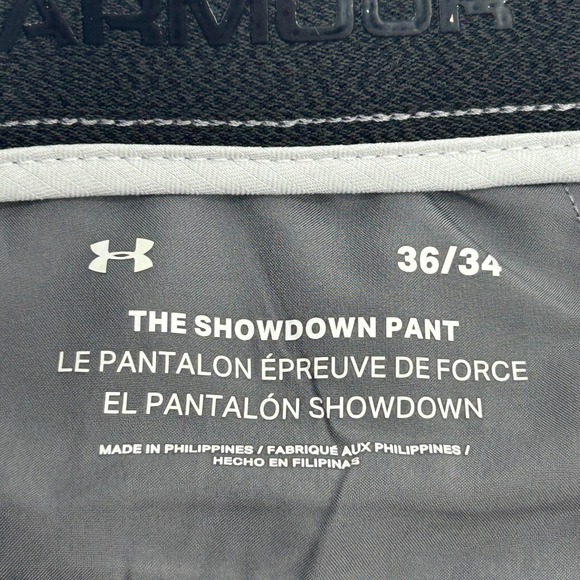 ARMOUR
36/34
THE SHOWDOWN PANT
LE PANTALON ÉPREUVE DE FORCE
EL PANTALÓN SHOWDOWN
MADE IN PHILIPPINES / FABRIQUÉ AUX PHILIPPINES /
HECHO EN FILIPINAS